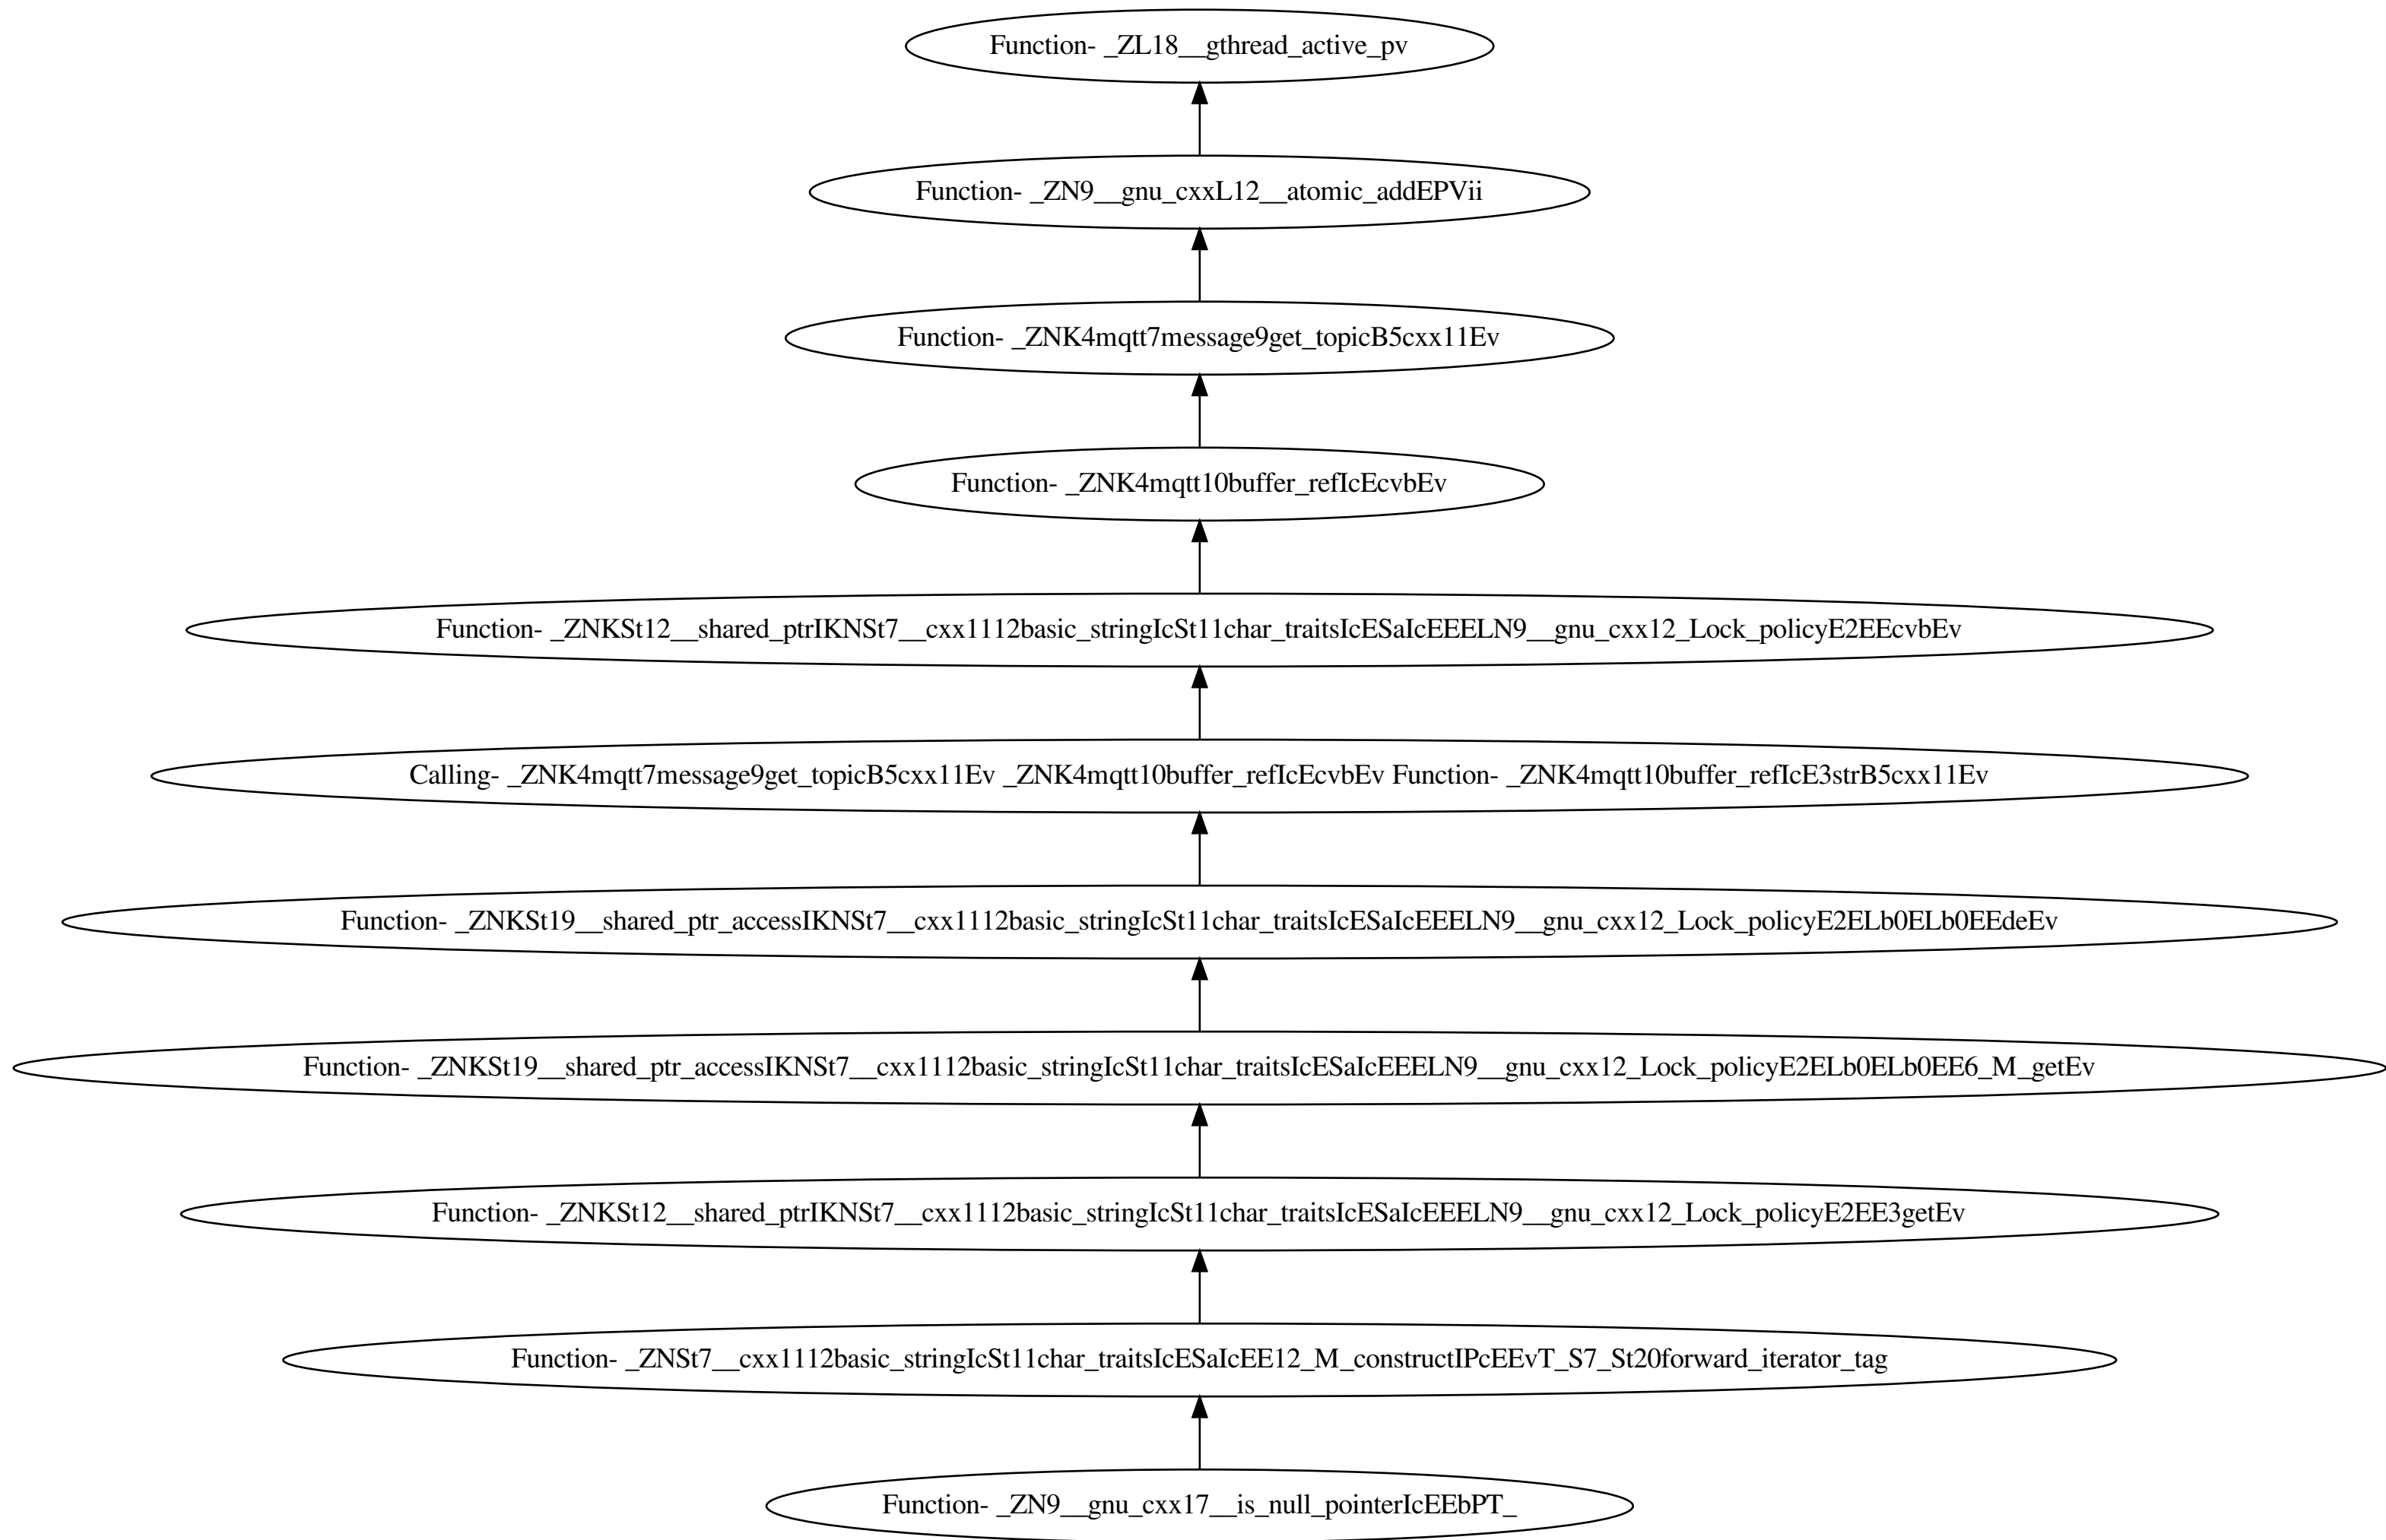 Function- _ZL18__gthread_active_pv
Function- _ZN9__gnu_cxxL12__atomic_addEPVii
Function- _ZNK4mqtt7message9get_topicB5cxx11Ev
Function- _ZNK4mqtt10buffer_refIcEcvbEv
Function- _ZNKSt12__shared_ptrIKNSt7__cxx1112basic_stringIcSt11char_traitsIcESaIcEEELN9__gnu_cxx12_Lock_policyE2EEcvbEv
Calling- _ZNK4mqtt7message9get_topicB5cxx11Ev _ZNK4mqtt10buffer_refIcEcvbEv Function- _ZNK4mqtt10buffer_refIcE3strB5cxx11Ev
Function- _ZNKSt19__shared_ptr_accessIKNSt7__cxx1112basic_stringIcSt11char_traitsIcESaIcEEELN9__gnu_cxx12_Lock_policyE2ELb0ELb0EEdeEv
Function- _ZNKSt19__shared_ptr_accessIKNSt7__cxx1112basic_stringIcSt11char_traitsIcESaIcEEELN9__gnu_cxx12_Lock_policyE2ELb0ELb0EE6_M_getEv
Function- _ZNKSt12__shared_ptrIKNSt7__cxx1112basic_stringIcSt11char_traitsIcESaIcEEELN9__gnu_cxx12_Lock_policyE2EE3getEv
Function- _ZNSt7__cxx1112basic_stringIcSt11char_traitsIcESaIcEE12_M_constructIPcEEvT_S7_St20forward_iterator_tag
Function- _ZN9__gnu_cxx17__is_null_pointerIcEEbPT_